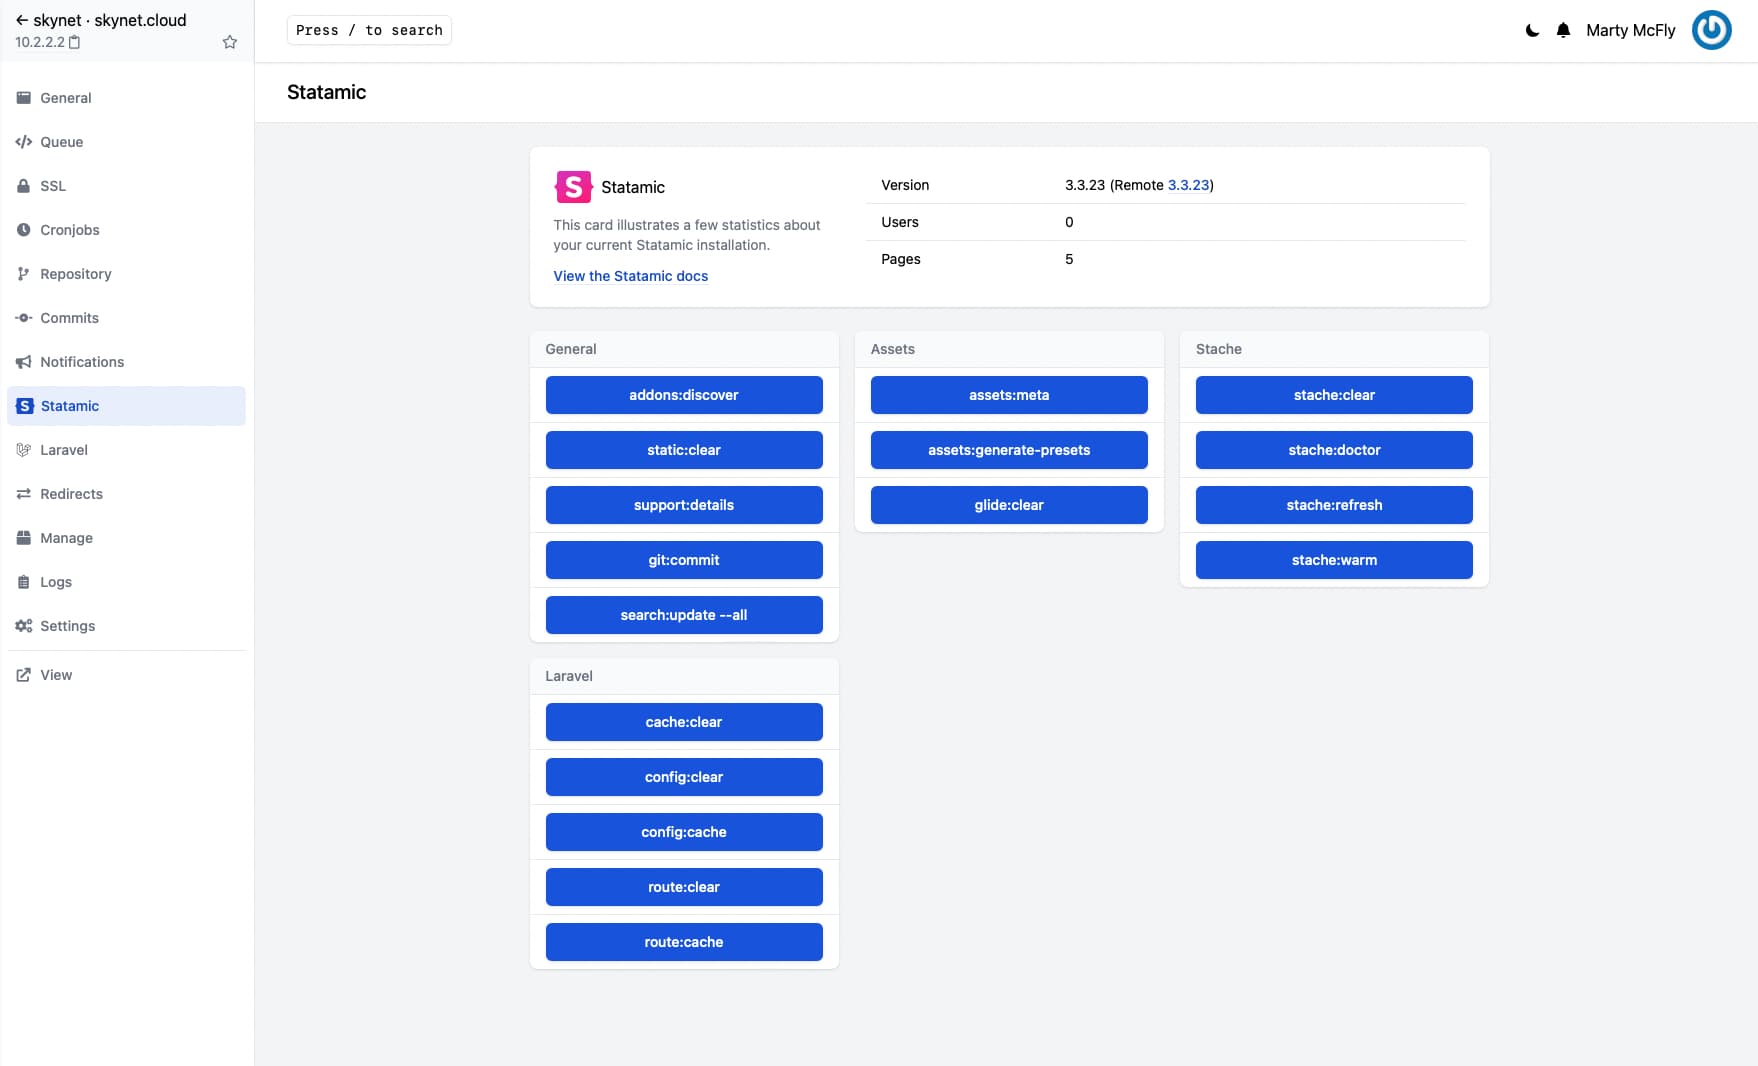 skynet · skynet.cloud
10.2.2.2
General
Queue
SSL
Cronjobs
Repository
Commits
Notifications
Statamic
Laravel
Redirects
Manage
Logs
Settings
View
Press / to search
Marty McFly
Statamic
S Statamic
This card illustrates a few statistics about
your current Statamic installation.
View the Statamic docs
Version 3.3.23 (Remote 3.3.23)
Users 0
Pages 5
General
addons:discover
static:clear
support:details
git:commit
search:update --all
Assets
assets:meta
assets:generate-presets
glide:clear
Stache
stache:clear
stache:doctor
stache:refresh
stache:warm
Laravel
cache:clear
config:clear
config:cache
route:clear
route:cache